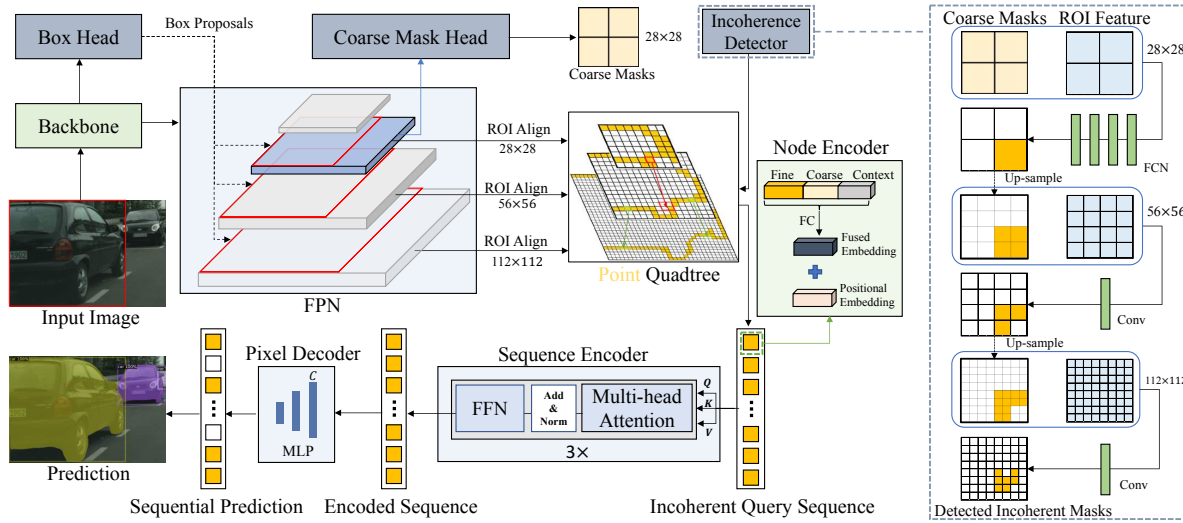 Box Head
Box Proposals
Coarse Mask Head
28×28
Coarse Masks
Incoherence
Detector
Backbone
ROI Align
28×28
ROI Align
56×56
ROI Align
112×112
FPN
Point Quadtree
Input Image
Node Encoder
Fine Coarse Context
FC
Fused
Embedding
Positional
Embedding
Prediction
Sequential Prediction
Pixel Decoder
C
MLP
Encoded Sequence
Sequence Encoder
FFN
Add
&
Norm
Multi-head
Attention
Q
K
V
3×
Incoherent Query Sequence
Coarse Masks ROI Feature
28×28
FCN
Up-sample
56×56
Conv
Up-sample
112×112
Conv
Detected Incoherent Masks